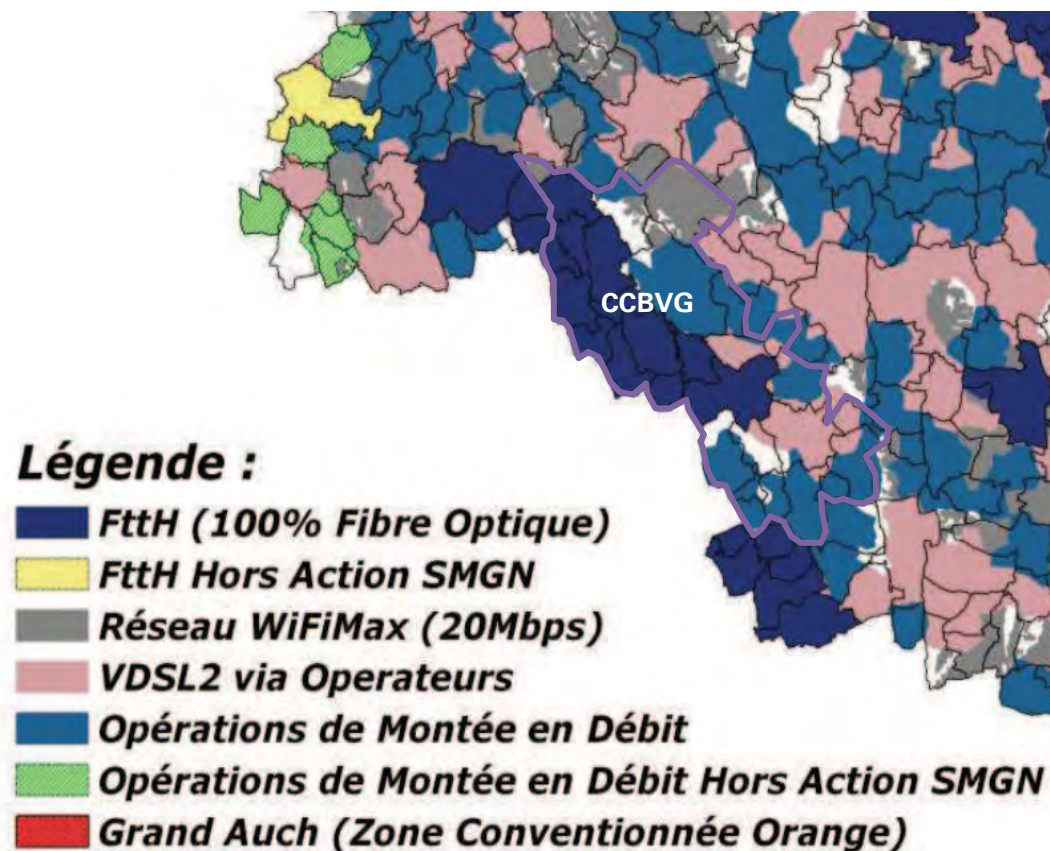 CCBVG
Légende :
FttH (100% Fibre Optique)
FttH Hors Action SMGN
Réseau WiFiMax (20Mbps)
VDSL2 via Operateurs
Opérations de Montée en Débit
Opérations de Montée en Débit Hors Action SMGN
Grand Auch (Zone Conventionnée Orange)